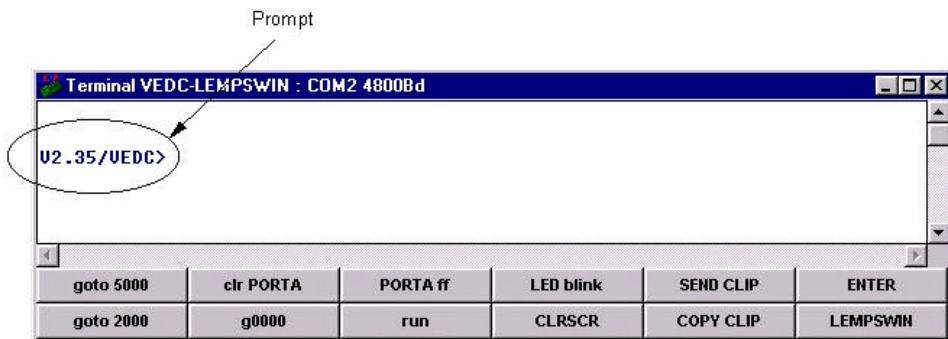 Prompt
Terminal VEDC-LEMPSWIN : COM2 4800Bd
V2.35/VEDC>
goto 5000 clr PORTA PORTA ff LED blink SEND CLIP ENTER
goto 2000 g0000 run CLRSCR COPY CLIP LEMPSWIN